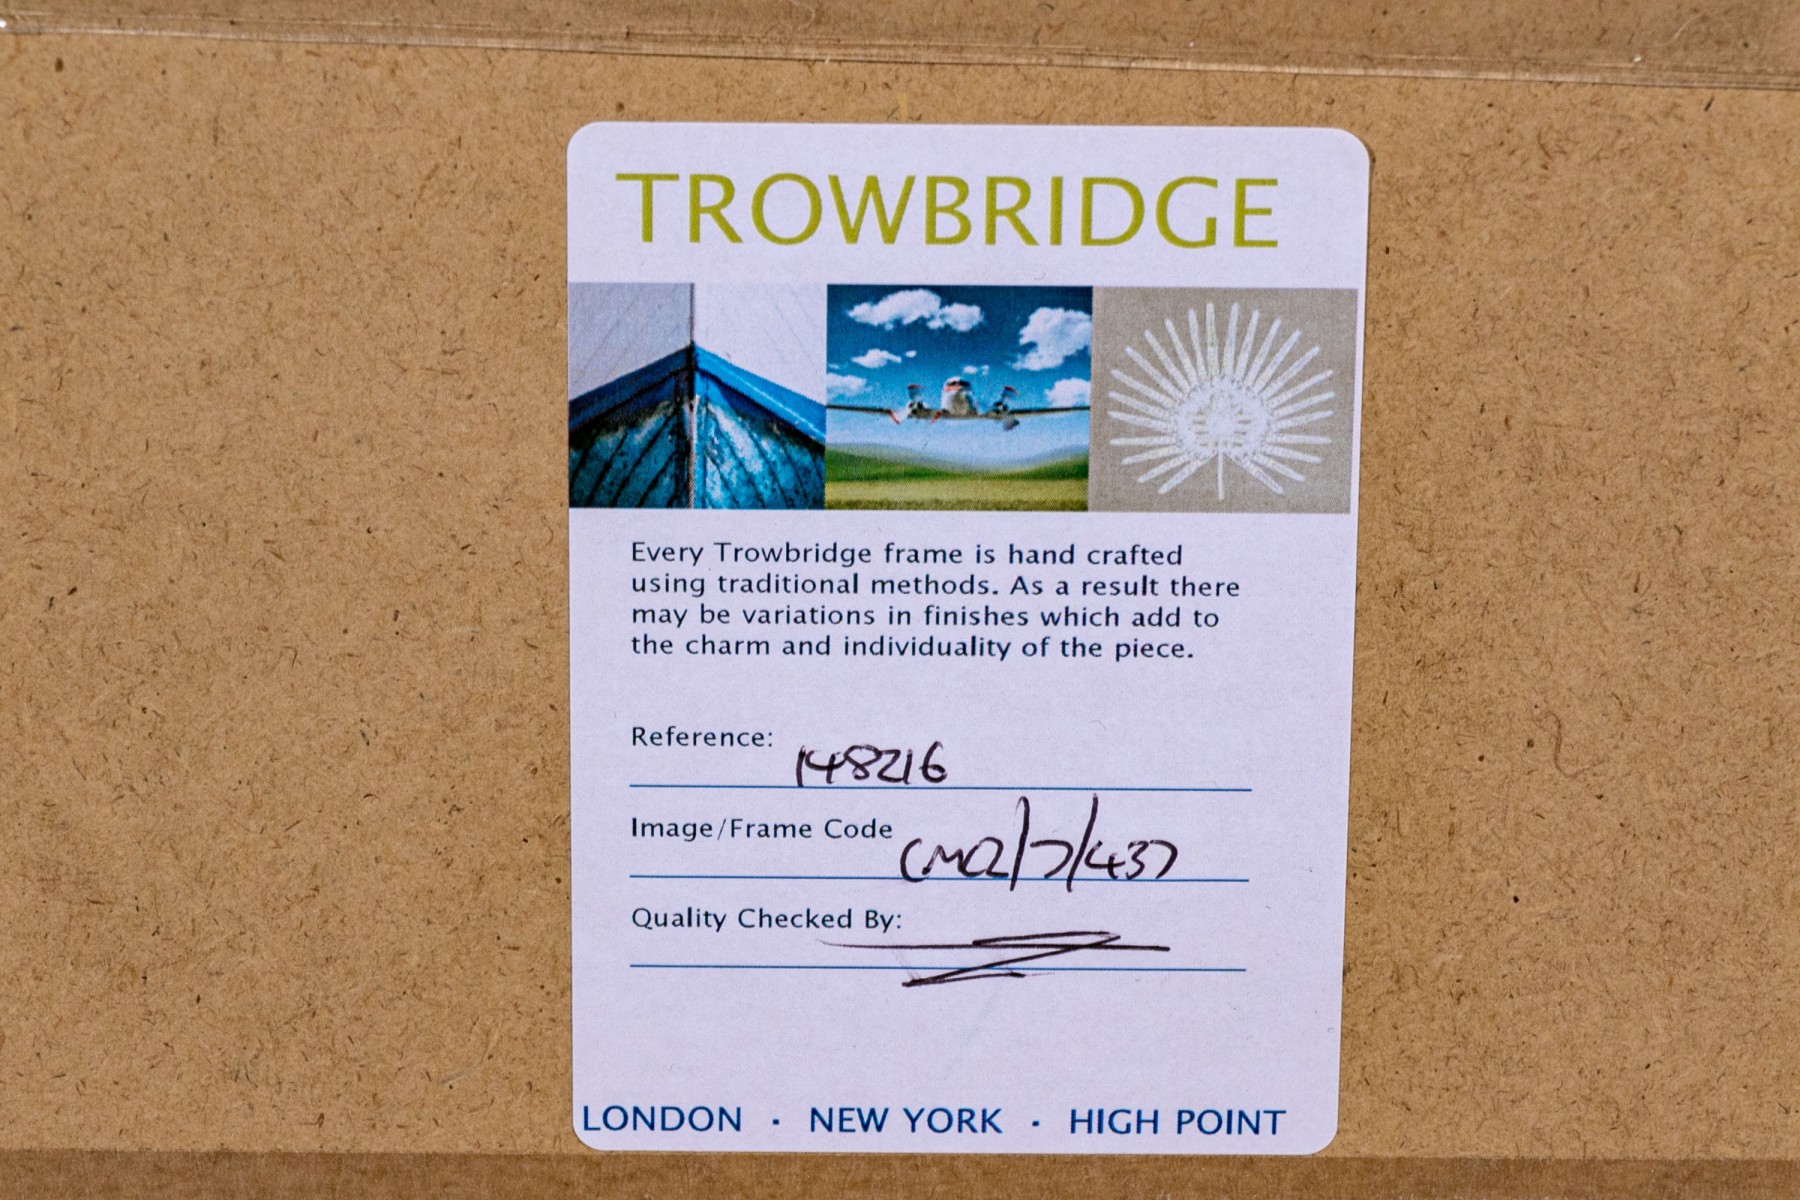 TROWBRIDGE
Every Trowbridge frame is hand crafted
using traditional methods. As a result there
may be variations in finishes which add to
the charm and individuality of the piece.
Reference: 148216
Image/Frame Code CMQ/7/437
Quality Checked By:
LONDON · NEW YORK · HIGH POINT